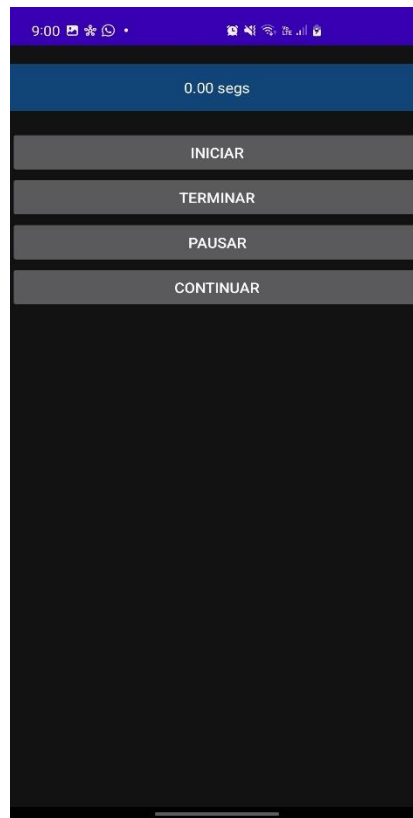 9:00
0.00 segs
INICIAR
TERMINAR
PAUSAR
CONTINUAR